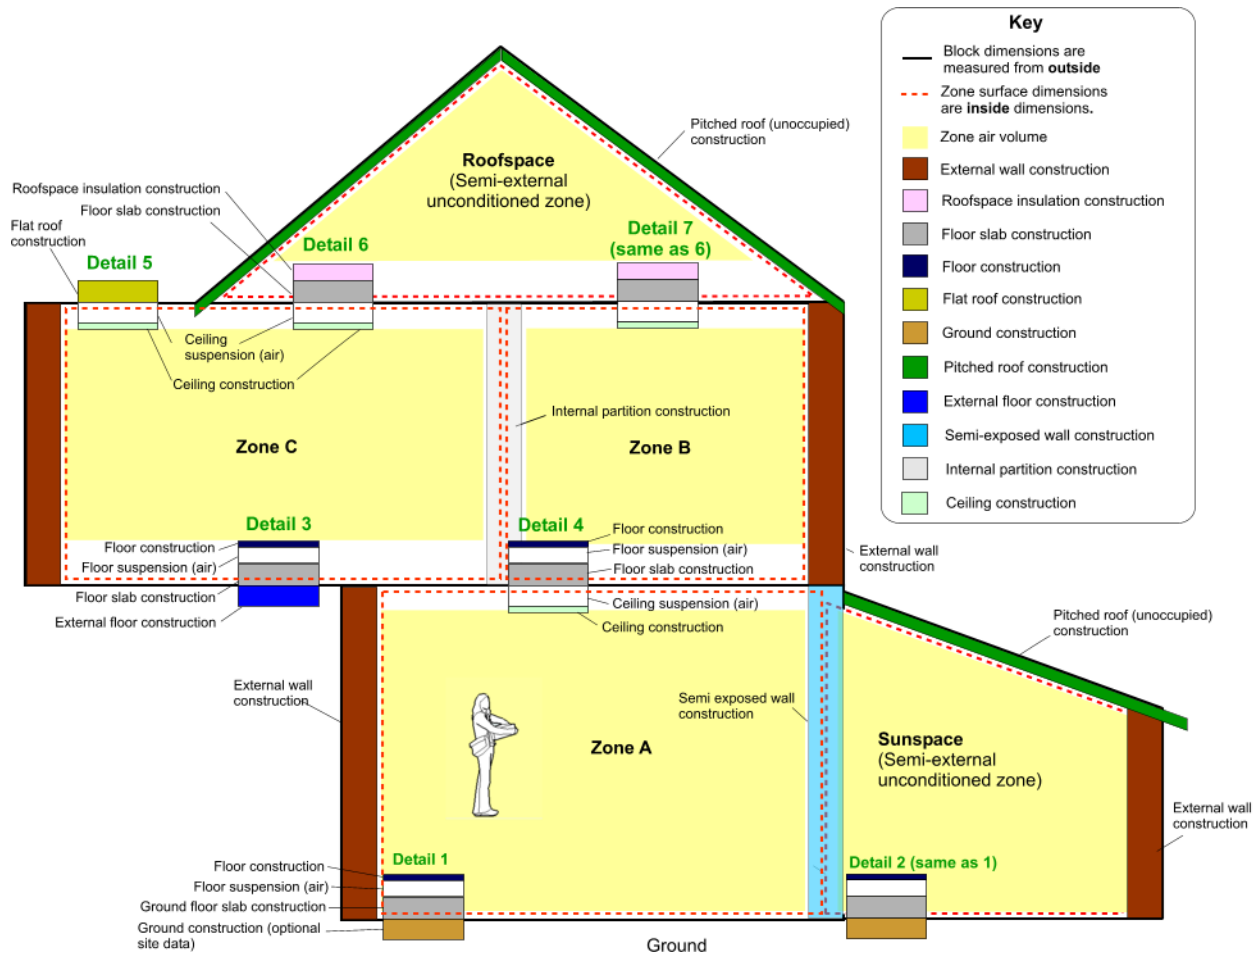 Key
Block dimensions are
measured from outside
Zone surface dimensions
are inside dimensions.
Zone air volume
External wall construction
Roofspace insulation construction
Floor slab construction
Floor construction
Flat roof construction
Ground construction
Pitched roof construction
External floor construction
Semi-exposed wall construction
Internal partition construction
Ceiling construction
Pitched roof (unoccupied)
construction
Roofspace
(Semi-external
unconditioned zone)
Roofspace insulation construction
Floor slab construction
Flat roof
construction
Detail 5
Detail 6
Detail 7
(same as 6)
Ceiling
suspension (air)
Ceiling construction
Internal partition construction
Zone C
Zone B
Detail 3
Detail 4
Floor construction
Floor suspension (air)
Floor slab construction
External floor construction
Floor construction
Floor suspension (air)
Floor slab construction
Ceiling suspension (air)
Ceiling construction
External wall
construction
Pitched roof (unoccupied)
construction
External wall
construction
Semi exposed wall
construction
Zone A
Sunspace
(Semi-external
unconditioned zone)
External wall
construction
Detail 1
Detail 2 (same as 1)
Floor construction
Floor suspension (air)
Ground floor slab construction
Ground construction (optional
site data)
Ground